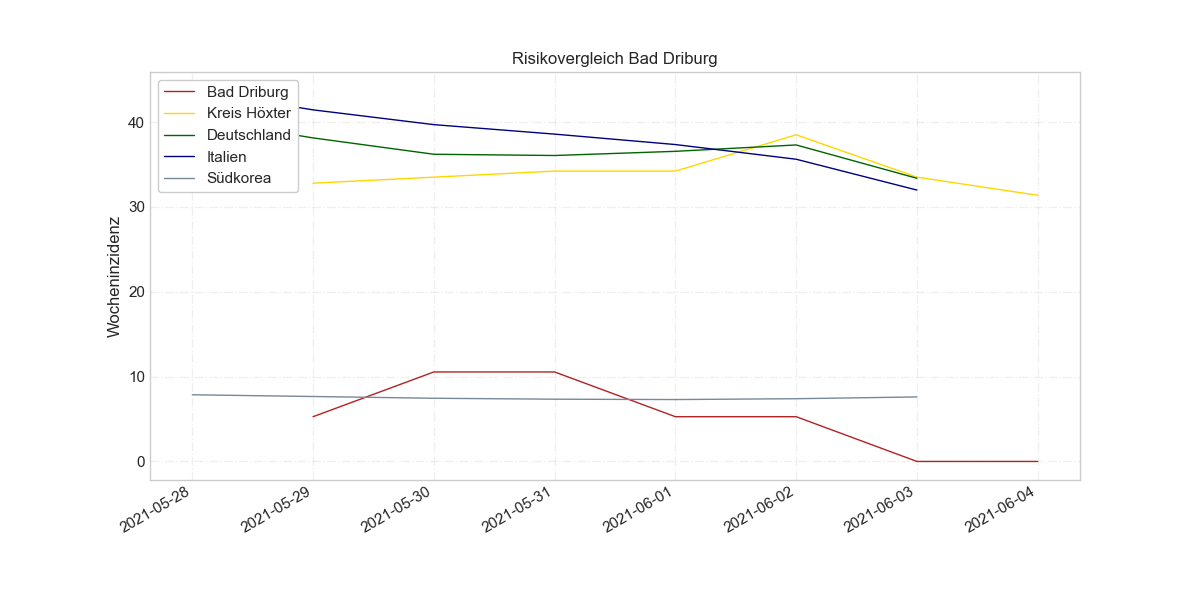 Risikovergleich Bad Driburg
Bad Driburg
Kreis Höxter
Deutschland
Italien
Südkorea
Wocheninzidenz
40
30
20
10
0
2021-05-28
2021-05-29
2021-05-30
2021-05-31
2021-06-01
2021-06-02
2021-06-03
2021-06-04